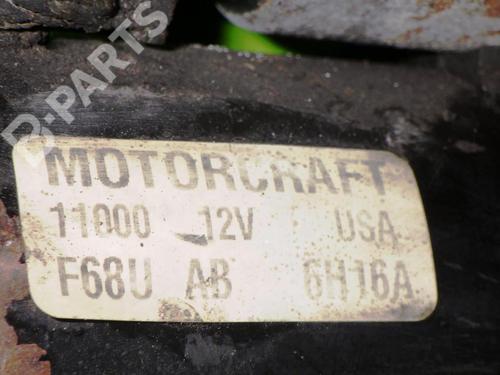 B-PARTS
MOTORCRAFT
11000 12V USA
F68U AB 6H16A